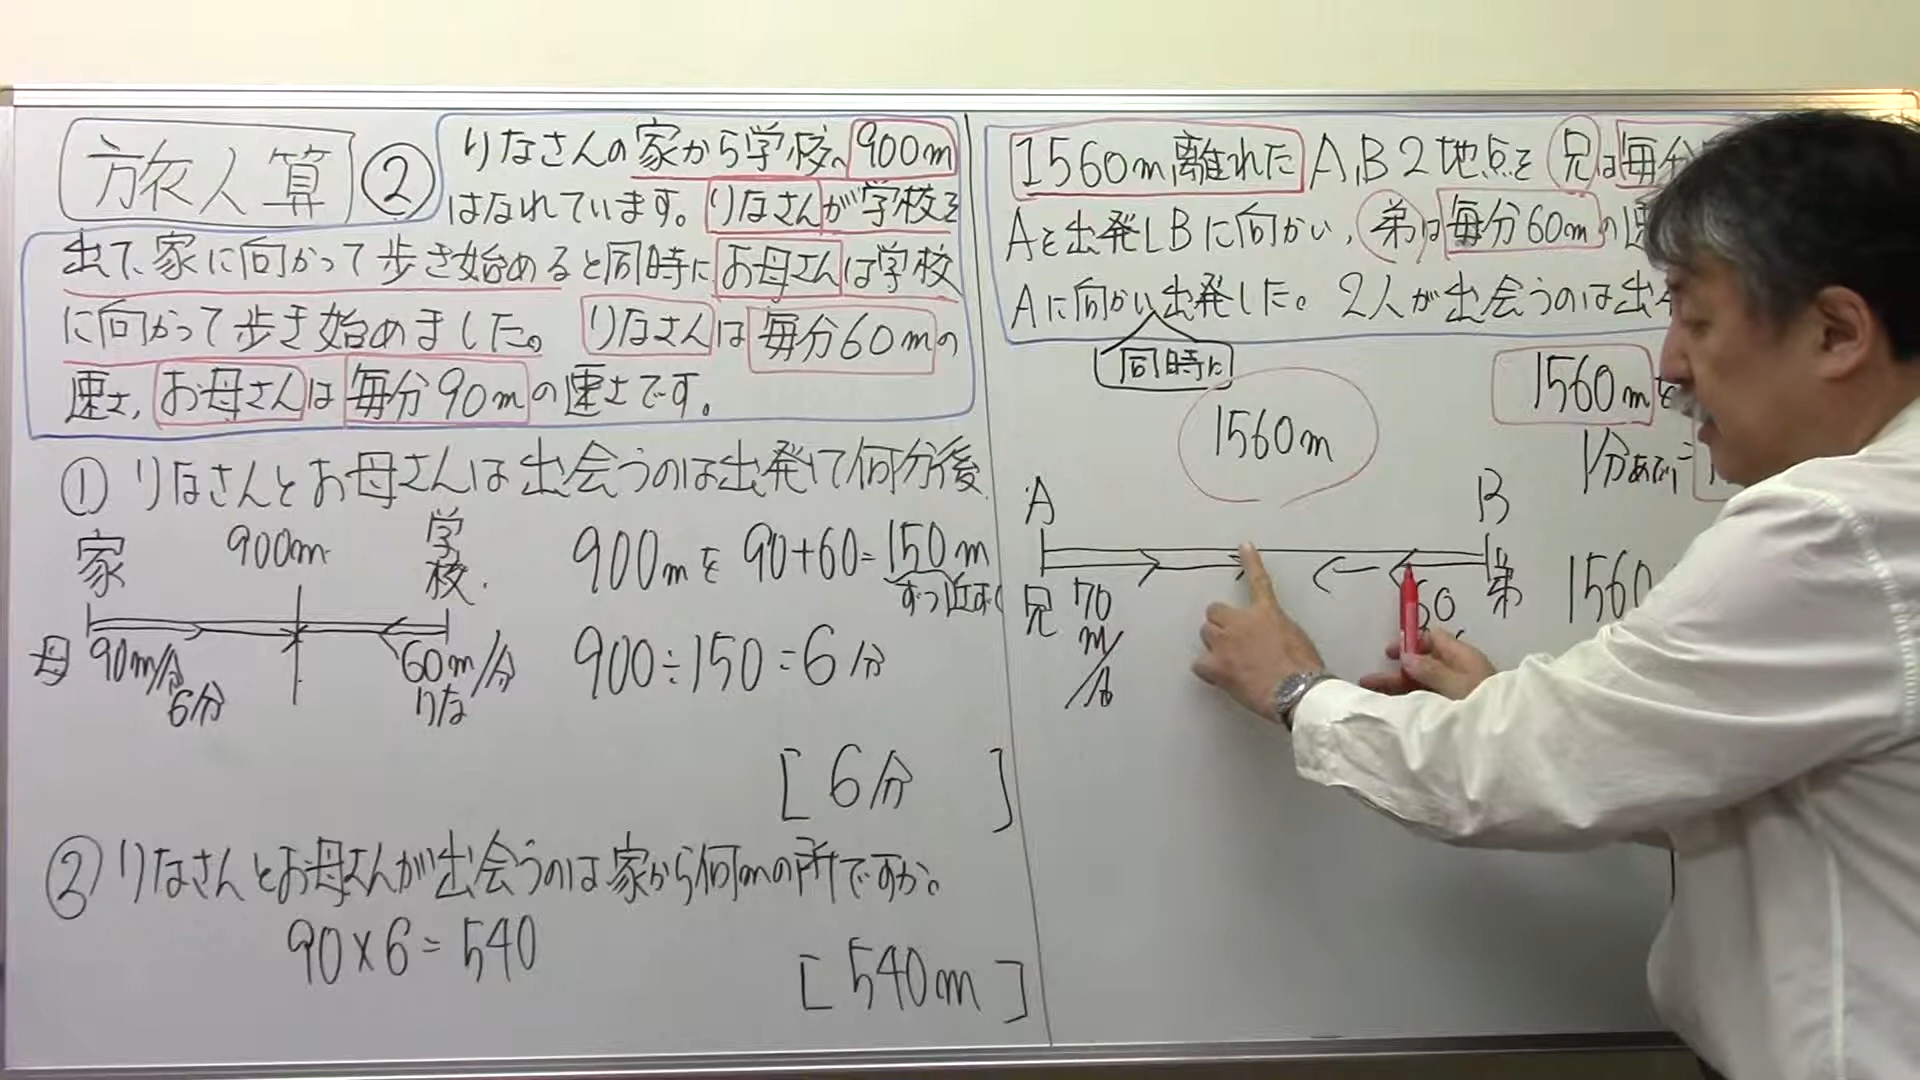 旅人算 ②
りなさんの家から学校、900m
はなれています。りなさんが学校を
出て、家に向かって歩き始めると同時にお母さんは学校
に向かって歩き始めました。りなさんは毎分60mの
速さ、お母さんは毎分90mの速さです。
① りなさんとお母さんは出会うのは出発して何分後
家 900m 学校.
母 90m/分 6分 60m/分 りな
900mを 90+60=150m
ずつ近づく
900÷150=6分
[6分]
② りなさんとお母さんが出会うのは家から何mの所ですか。
90×6=540
[540m]
1560m離れたA,B2地点を兄は毎分
Aを出発しBに向かい,弟は毎分60mの速
Aに向かい出発した。2人が出会うのは出
同時に
1560m
A B
兄 70m/分 60 弟
1560mを
1分あたり
1560